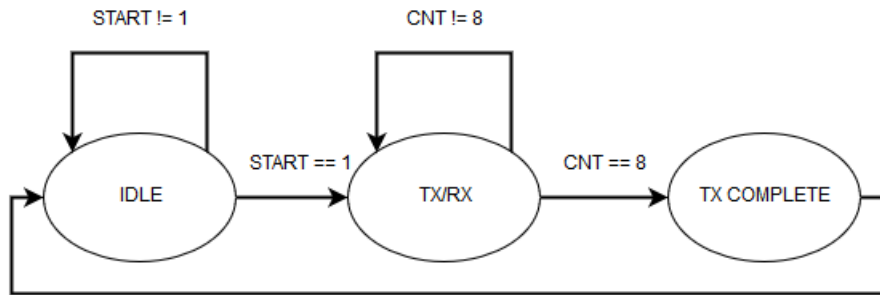 START != 1
CNT != 8
START == 1
CNT == 8
IDLE
TX/RX
TX COMPLETE